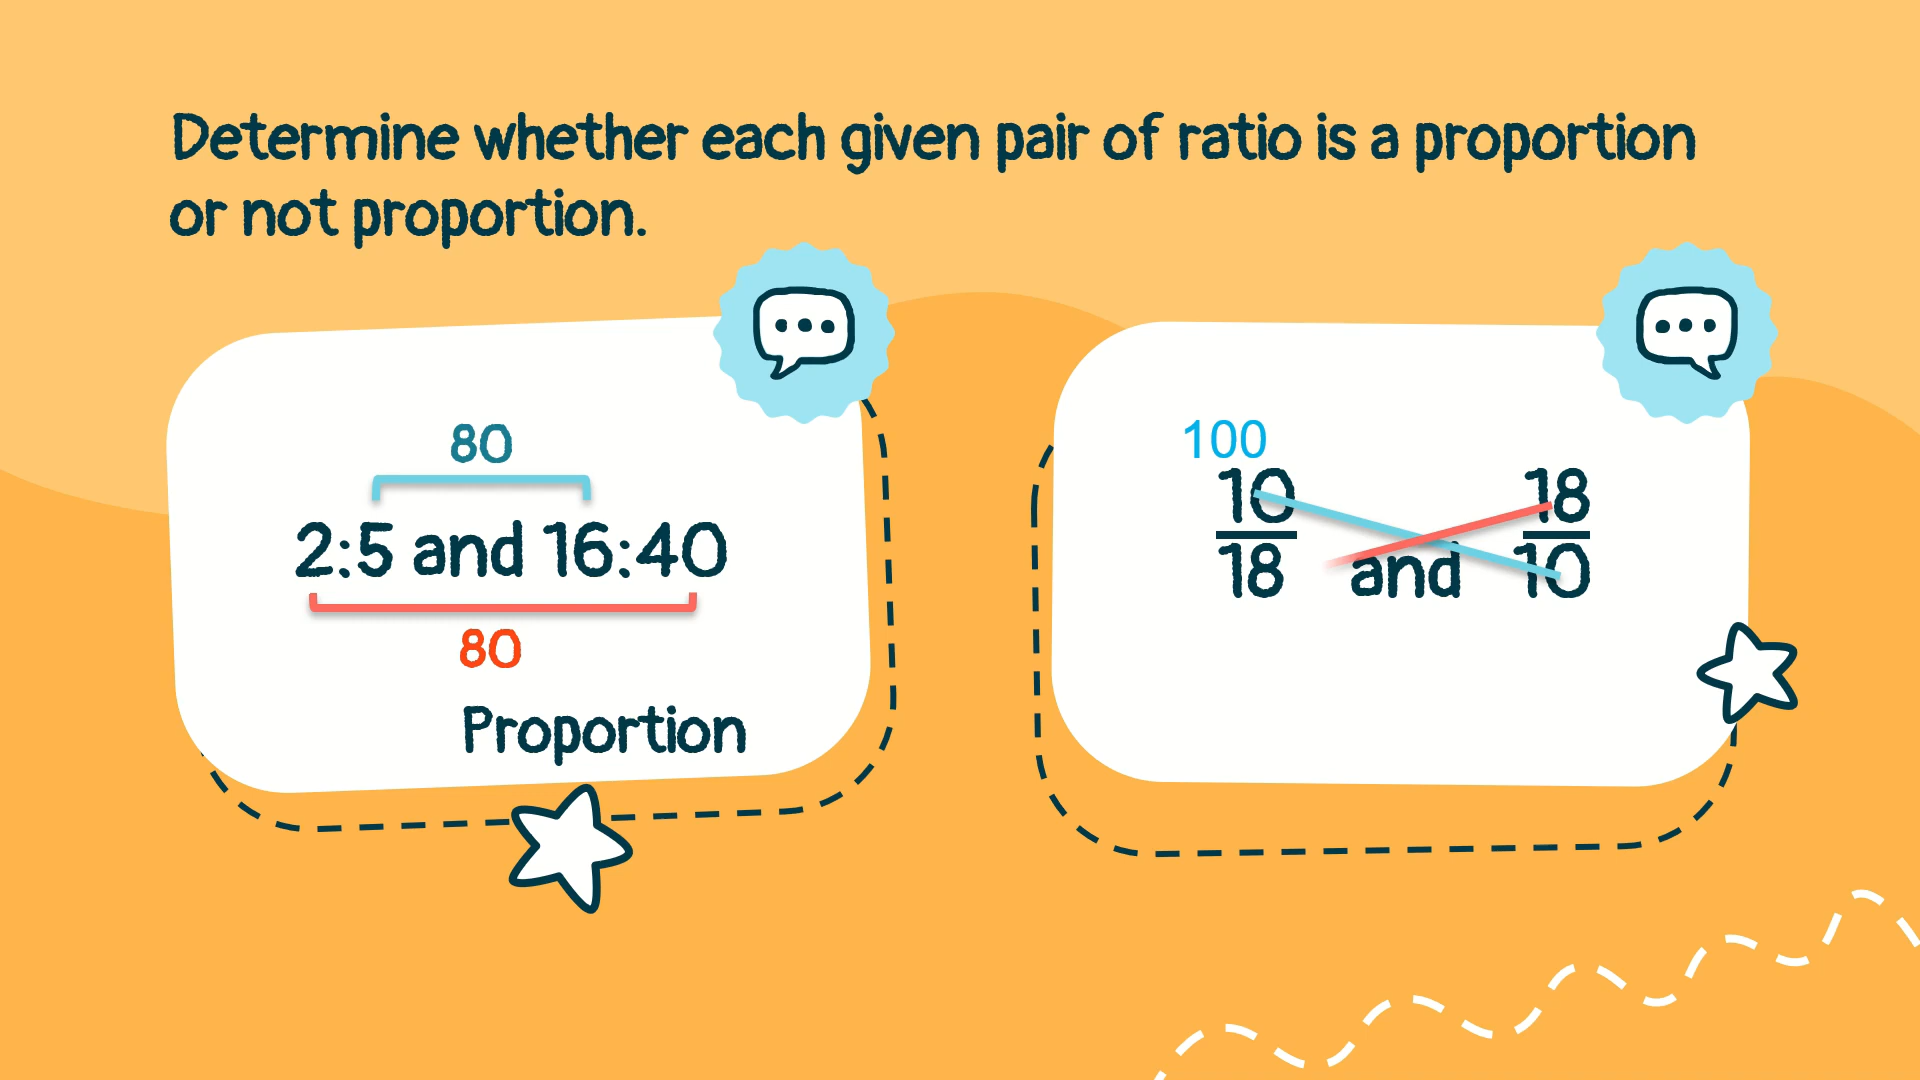 Determine whether each given pair of ratio is a proportion
or not proportion.
80
2:5 and 16:40
80
Proportion
100
10 18
18 and 10